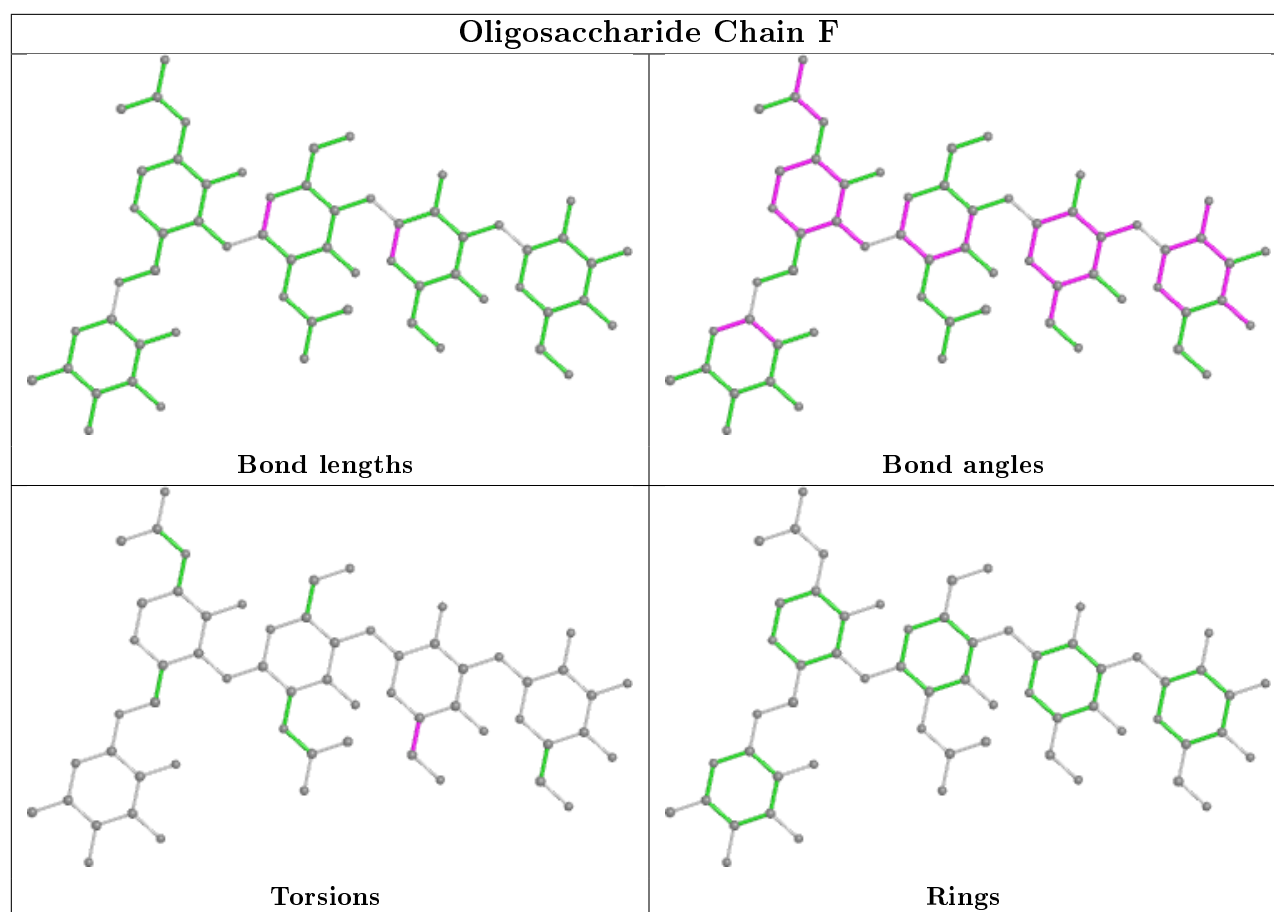 Oligosaccharide Chain F
Bond lengths
Bond angles
Torsions
Rings